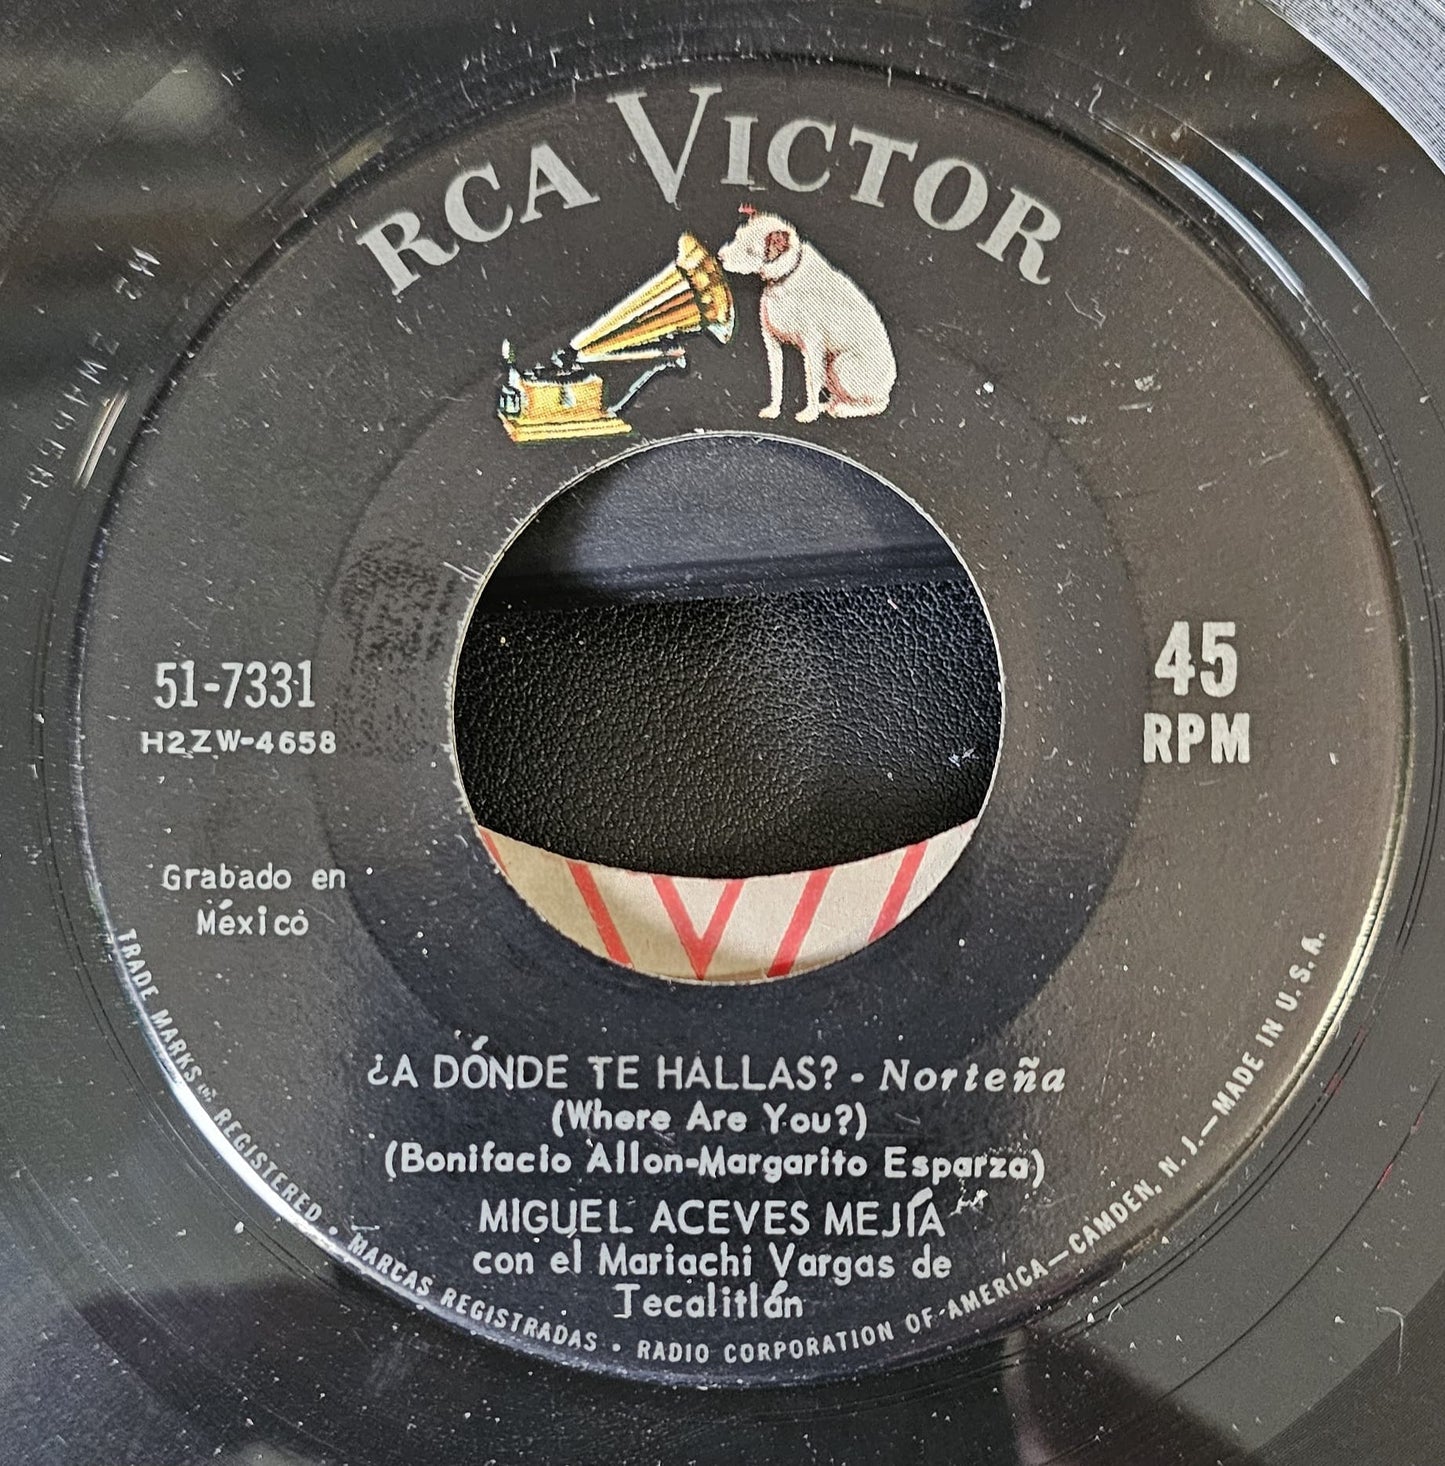 RCA VICTOR
51-7331
H2ZW-4658
45
RPM
Grabado en
México
¿A DÓNDE TE HALLAS? - Norteña
(Where Are You?)
(Bonifacio Allon-Margarito Esparza)
MIGUEL ACEVES MEJÍA
con el Mariachi Vargas de
Tecalitlán
TRADE MARKS REGISTERED • MARCAS REGISTRADAS • RADIO CORPORATION OF AMERICA—CAMDEN, N. J.—MADE IN U.S.A.